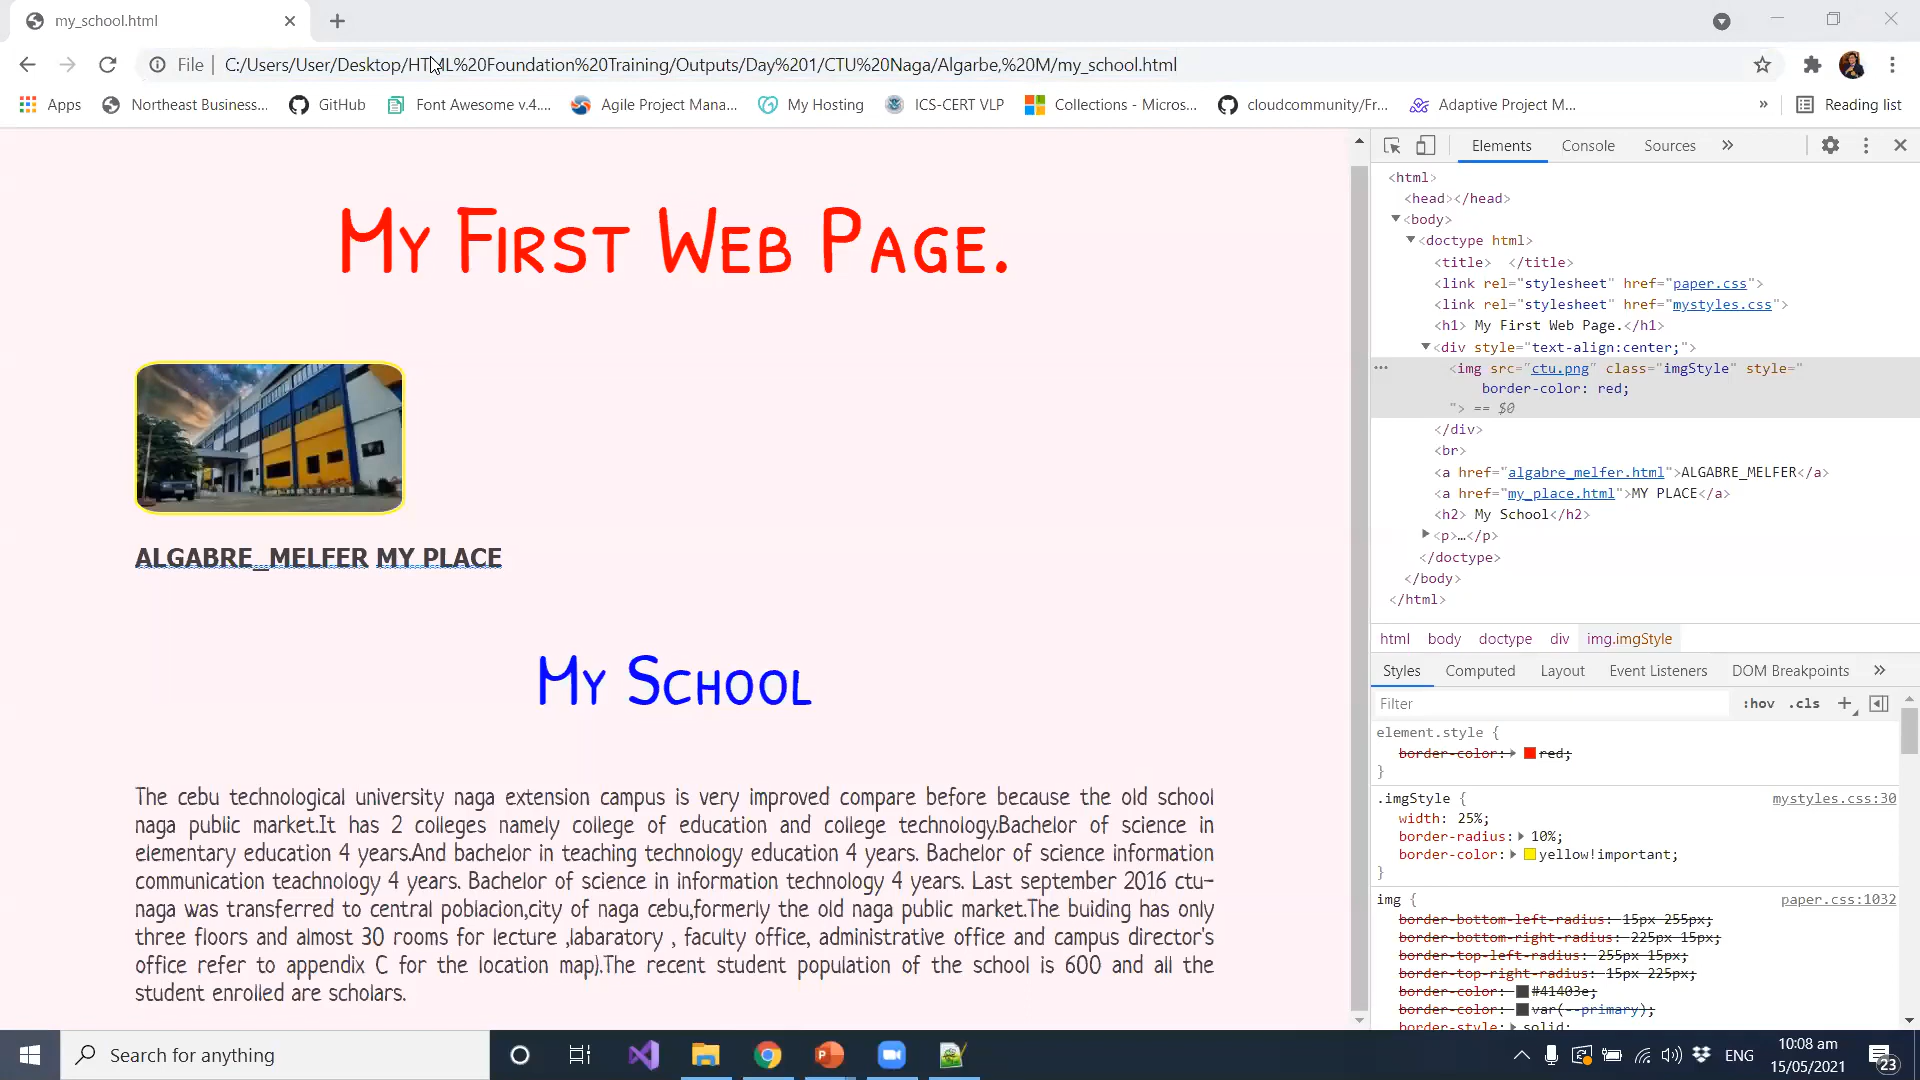 my_school.html
File | C:/Users/User/Desktop/HTML%20Foundation%20Training/Outputs/Day%201/CTU%20Naga/Algarbe,%20M/my_school.html
Apps Northeast Business... GitHub Font Awesome v.4.... Agile Project Mana... My Hosting ICS-CERT VLP Collections - Micros... cloudcommunity/Fr... Adaptive Project M... » Reading list
My First Web Page.
ALGABRE_MELFER MY PLACE
My School
The cebu technological university naga extension campus is very improved compare before because the old school
naga public market.It has 2 colleges namely college of education and college technology.Bachelor of science in
elementary education 4 years.And bachelor in teaching technology education 4 years. Bachelor of science information
communication teachnology 4 years. Bachelor of science in information technology 4 years. Last september 2016 ctu-
naga was transferred to central poblacion,city of naga cebu,formerly the old naga public market.The buiding has only
three floors and almost 30 rooms for lecture ,labaratory , faculty office, administrative office and campus director's
office refer to appendix C for the location map).The recent student population of the school is 600 and all the
student enrolled are scholars.
Elements Console Sources »
<html>
<head></head>
<body>
<doctype html>
<title> </title>
<link rel="stylesheet" href="paper.css">
<link rel="stylesheet" href="mystyles.css">
<h1> My First Web Page.</h1>
<div style="text-align:center;">
<img src="ctu.png" class="imgStyle" style="
border-color: red;
"> == $0
</div>
<br>
<a href="algabre_melfer.html">ALGABRE_MELFER</a>
<a href="my_place.html">MY PLACE</a>
<h2> My School</h2>
<p>…</p>
</doctype>
</body>
</html>
html body doctype div img.imgStyle
Styles Computed Layout Event Listeners DOM Breakpoints »
Filter :hov .cls +
element.style {
border-color: red;
}
.imgStyle { mystyles.css:30
width: 25%;
border-radius: 10%;
border-color: yellow!important;
}
img { paper.css:1032
border-bottom-left-radius: 15px 255px;
border-bottom-right-radius: 225px 15px;
border-top-left-radius: 255px 15px;
border-top-right-radius: 15px 225px;
border-color: #41403e;
border-color: var(--primary);
border-style: solid;
Search for anything
ENG
10:08 am
15/05/2021
23